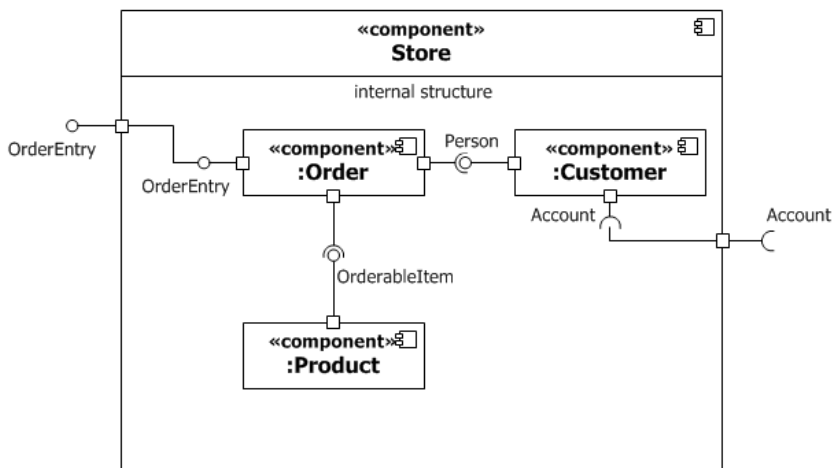 «component»
Store
internal structure
OrderEntry
OrderEntry
«component»
:Order
Person
«component»
:Customer
Account
Account
OrderableItem
«component»
:Product